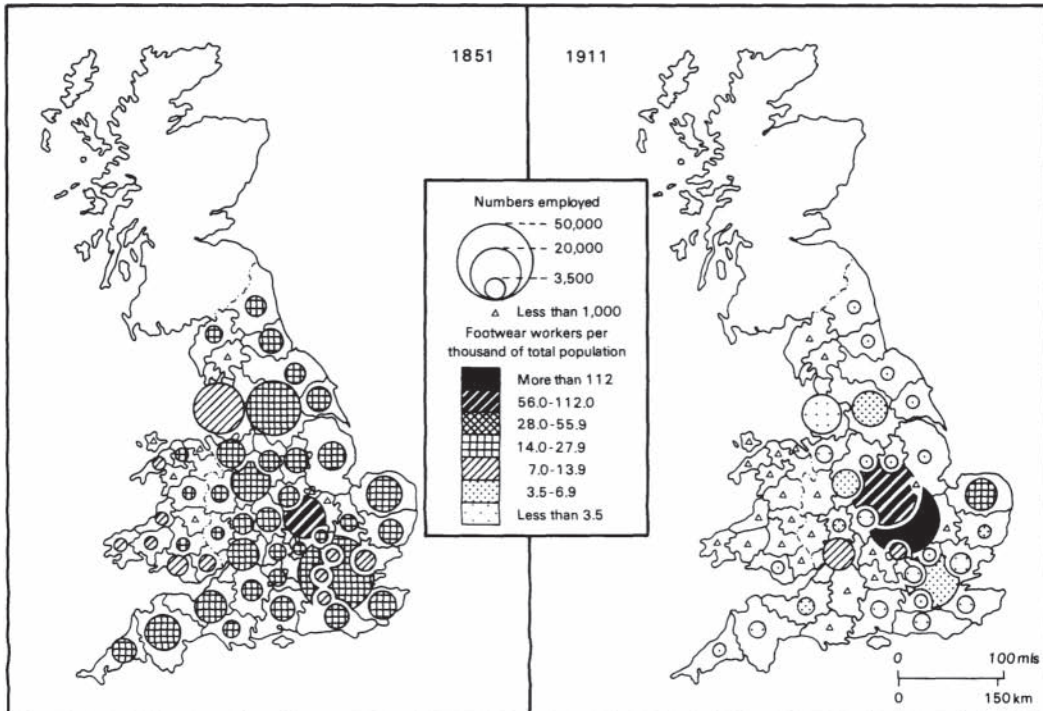 1851
1911
Numbers employed
50,000
20,000
3,500
Less than 1,000
Footwear workers per
thousand of total population
More than 112
56.0-112.0
28.0-55.9
14.0-27.9
7.0-13.9
3.5-6.9
Less than 3.5
0 100 mls
0 150 km